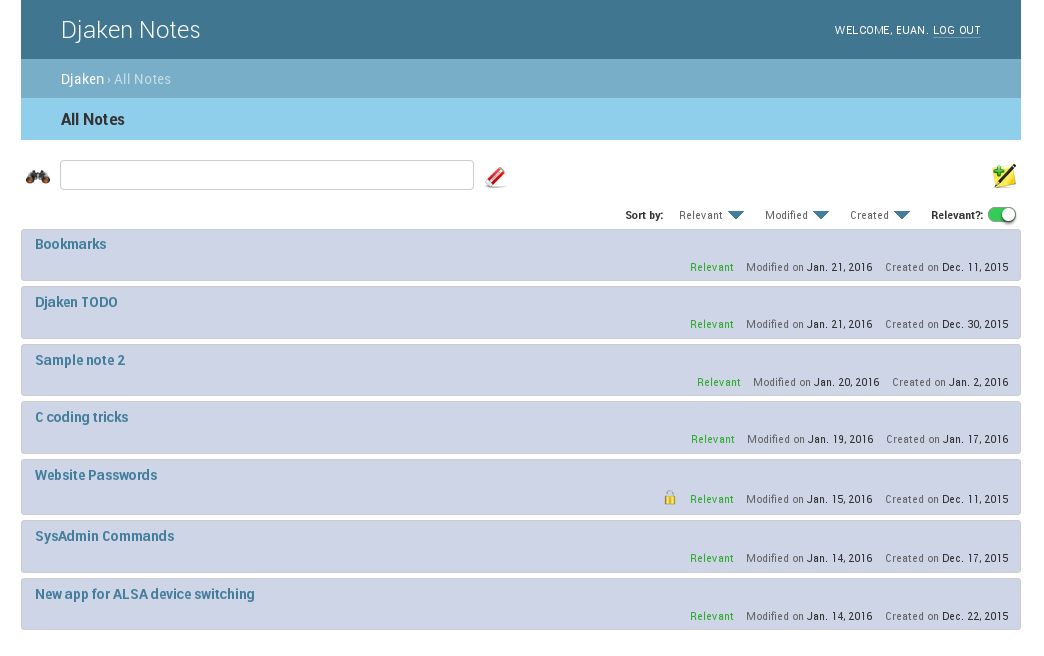 Djaken Notes
WELCOME, EUAN. LOG OUT
Djaken › All Notes
All Notes
Sort by: Relevant Modified Created Relevant?:
Bookmarks
Relevant Modified on Jan. 21, 2016 Created on Dec. 11, 2015
Djaken TODO
Relevant Modified on Jan. 21, 2016 Created on Dec. 30, 2015
Sample note 2
Relevant Modified on Jan. 20, 2016 Created on Jan. 2, 2016
C coding tricks
Relevant Modified on Jan. 19, 2016 Created on Jan. 17, 2016
Website Passwords
Relevant Modified on Jan. 15, 2016 Created on Dec. 11, 2015
SysAdmin Commands
Relevant Modified on Jan. 14, 2016 Created on Dec. 17, 2015
New app for ALSA device switching
Relevant Modified on Jan. 14, 2016 Created on Dec. 22, 2015